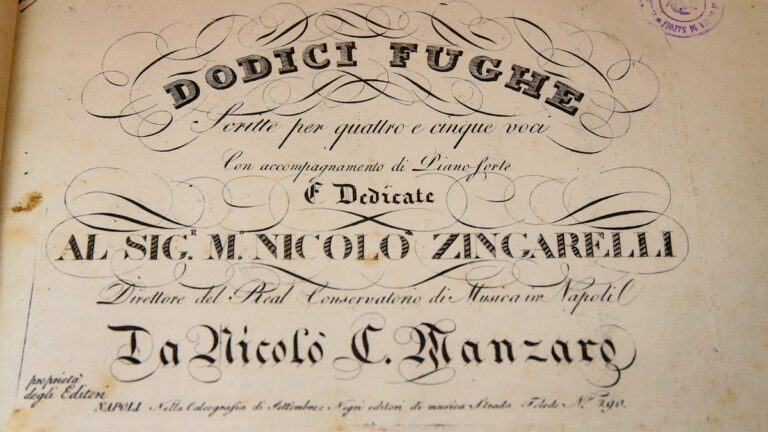 DODICI FUGHE
Scritte per quattro e cinque voci
Con accompagnamento di Piano-forte
E Dedicate
AL SIG.R M.º NICOLÒ ZINGARELLI
Direttore del Real Conservatorio di Musica in Napoli
Da Nicolò C. Manzaro
proprietà
degli Editori
NAPOLI Nella Calcografia di Settembre e Negri editori di musica Strada Toledo N.º 290.